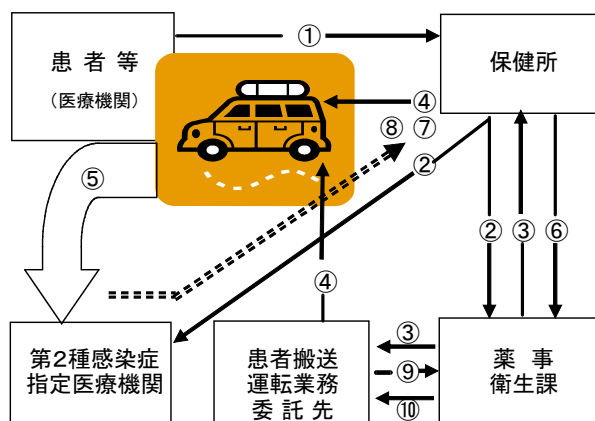 ①
患者等
（医療機関）
保健所
④
⑧ ⑦
②
⑤
② ③ ⑥
④
第２種感染症
指定医療機関
患者搬送
運転業務
委託先
③
⑨
⑩
薬事
衛生課